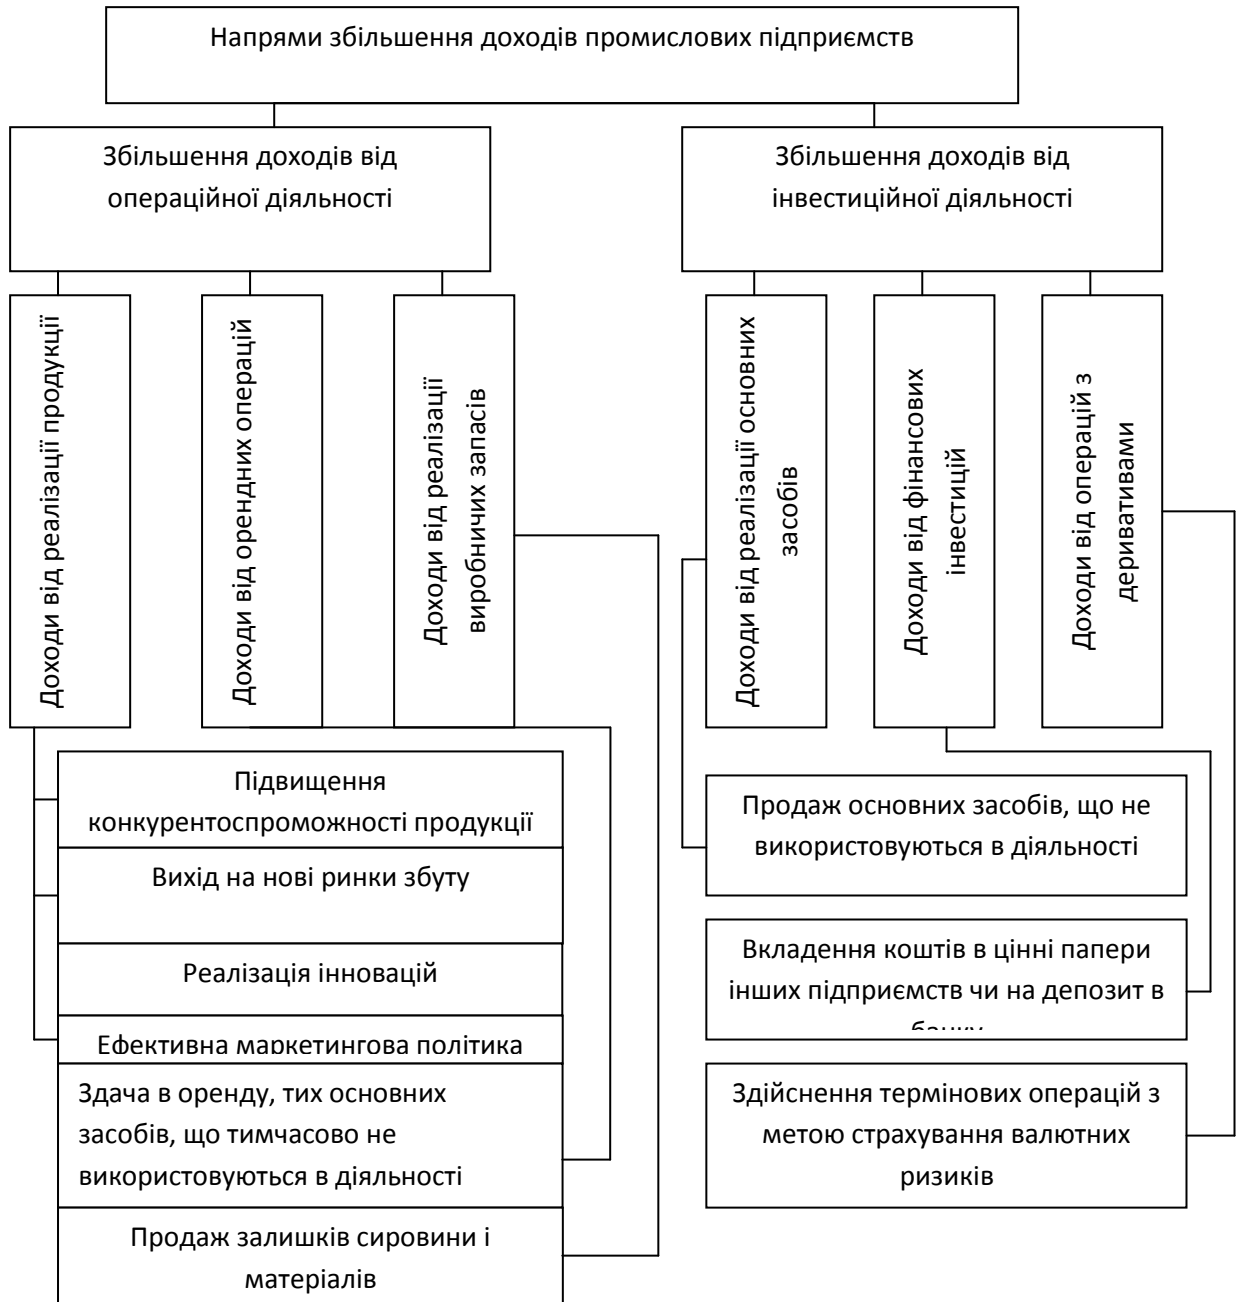 Напрями збільшення доходів промислових підприємств
Збільшення доходів від
операційної діяльності
Збільшення доходів від
інвестиційної діяльності
Доходи від реалізації продукції
Доходи від орендних операцій
Доходи від реалізації
виробничих запасів
Доходи від реалізації основних
засобів
Доходи від фінансових
інвестицій
Доходи від операцій з
деривативами
Підвищення
конкурентоспроможності продукції
Вихід на нові ринки збуту
Реалізація інновацій
Ефективна маркетингова політика
Здача в оренду, тих основних
засобів, що тимчасово не
використовуються в діяльності
Продаж залишків сировини і
матеріалів
Продаж основних засобів, що не
використовуються в діяльності
Вкладення коштів в цінні папери
інших підприємств чи на депозит в
банку
Здійснення термінових операцій з
метою страхування валютних
ризиків